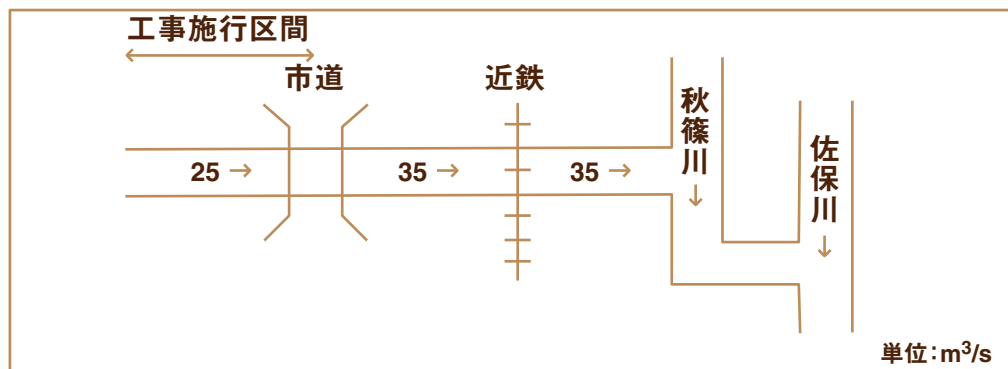 工事施行区間
市道
近鉄
秋篠川
佐保川
25 →
35 →
35 →
単位：m³/s